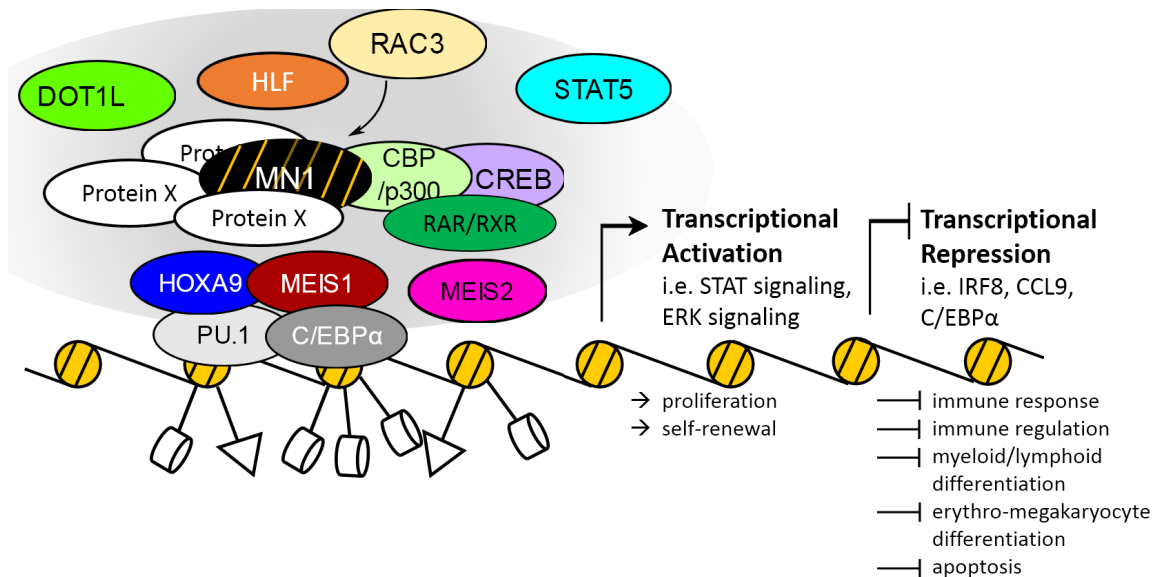 RAC3
HLF
DOT1L
STAT5
Prot
MN1
CBP
/p300
CREB
Protein X
Protein X
RAR/RXR
HOXA9
MEIS1
MEIS2
PU.1
C/EBPα
Transcriptional
Activation
i.e. STAT signaling,
ERK signaling
Transcriptional
Repression
i.e. IRF8, CCL9,
C/EBPα
→ proliferation
→ self-renewal
immune response
immune regulation
myeloid/lymphoid
differentiation
erythro-megakaryocyte
differentiation
apoptosis